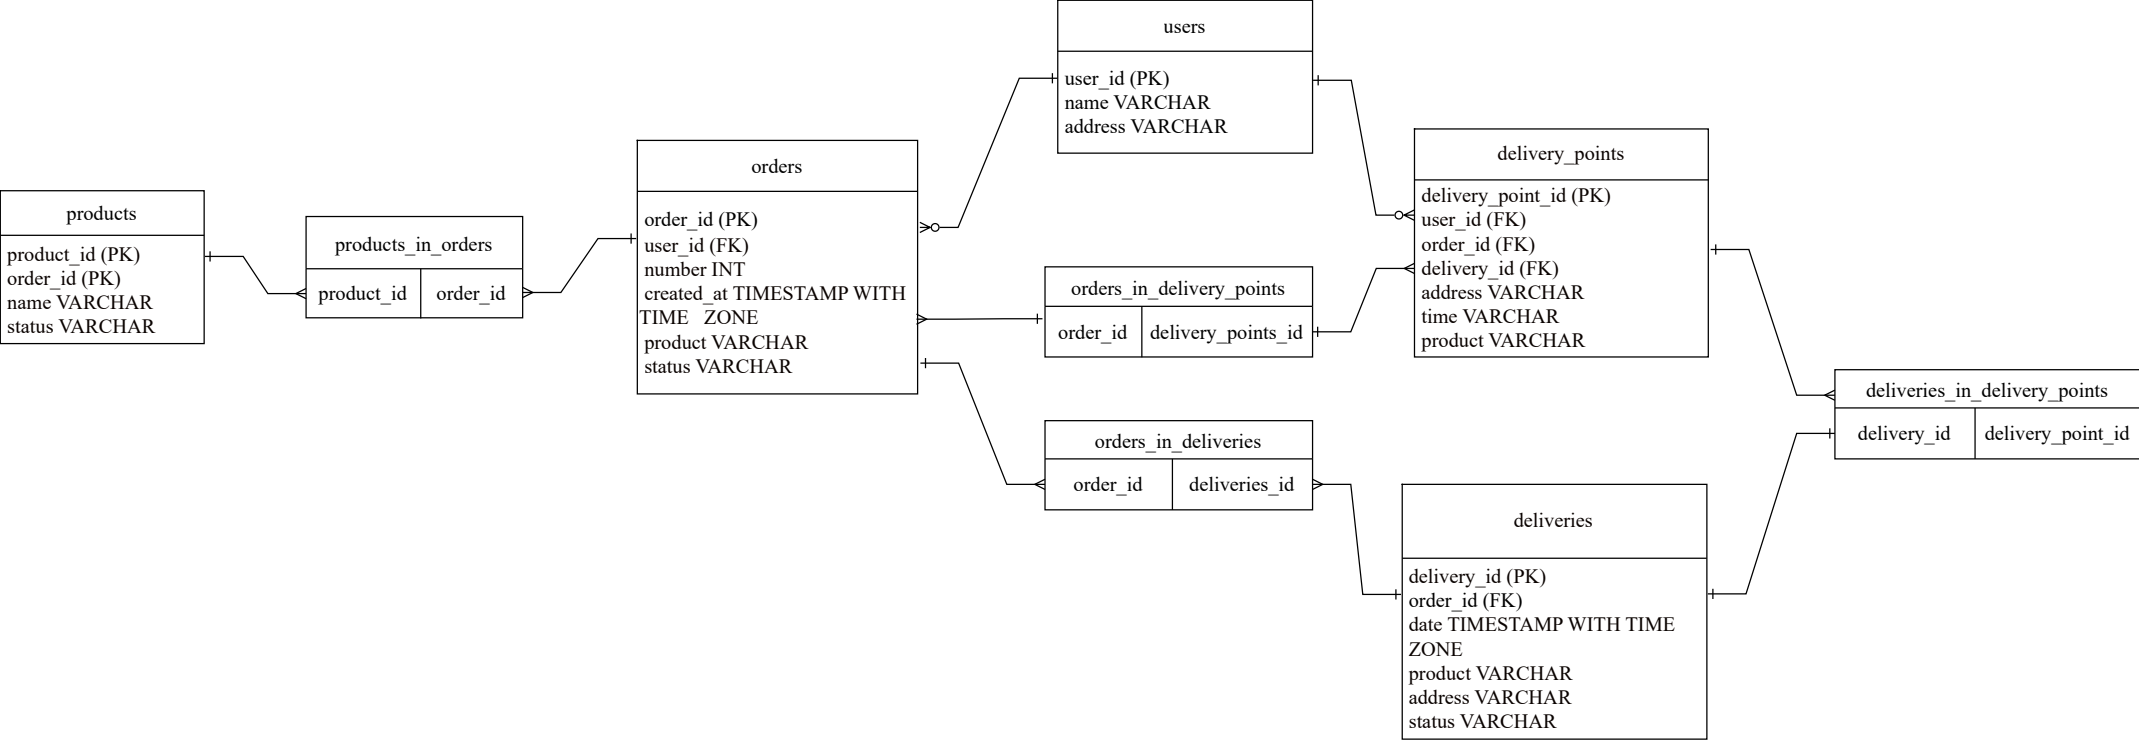 users
user_id (PK)
name VARCHAR
address VARCHAR
products
product_id (PK)
order_id (PK)
name VARCHAR
status VARCHAR
products_in_orders
product_id
order_id
orders
order_id (PK)
user_id (FK)
number INT
created_at TIMESTAMP WITH
TIME ZONE
product VARCHAR
status VARCHAR
orders_in_delivery_points
order_id
delivery_points_id
orders_in_deliveries
order_id
deliveries_id
delivery_points
delivery_point_id (PK)
user_id (FK)
order_id (FK)
delivery_id (FK)
address VARCHAR
time VARCHAR
product VARCHAR
deliveries
delivery_id (PK)
order_id (FK)
date TIMESTAMP WITH TIME
ZONE
product VARCHAR
address VARCHAR
status VARCHAR
deliveries_in_delivery_points
delivery_id
delivery_point_id